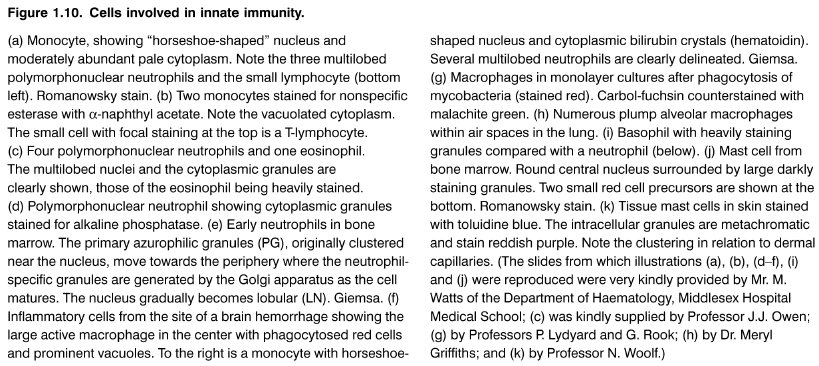 Figure 1.10. Cells involved in innate immunity.
(a) Monocyte, showing “horseshoe-shaped” nucleus and
moderately abundant pale cytoplasm. Note the three multilobed
polymorphonuclear neutrophils and the small lymphocyte (bottom
left). Romanowsky stain. (b) Two monocytes stained for nonspecific
esterase with α-naphthyl acetate. Note the vacuolated cytoplasm.
The small cell with focal staining at the top is a T-lymphocyte.
(c) Four polymorphonuclear neutrophils and one eosinophil.
The multilobed nuclei and the cytoplasmic granules are
clearly shown, those of the eosinophil being heavily stained.
(d) Polymorphonuclear neutrophil showing cytoplasmic granules
stained for alkaline phosphatase. (e) Early neutrophils in bone
marrow. The primary azurophilic granules (PG), originally clustered
near the nucleus, move towards the periphery where the neutrophil-
specific granules are generated by the Golgi apparatus as the cell
matures. The nucleus gradually becomes lobular (LN). Giemsa. (f)
Inflammatory cells from the site of a brain hemorrhage showing the
large active macrophage in the center with phagocytosed red cells
and prominent vacuoles. To the right is a monocyte with horseshoe-
shaped nucleus and cytoplasmic bilirubin crystals (hematoidin).
Several multilobed neutrophils are clearly delineated. Giemsa.
(g) Macrophages in monolayer cultures after phagocytosis of
mycobacteria (stained red). Carbol-fuchsin counterstained with
malachite green. (h) Numerous plump alveolar macrophages
within air spaces in the lung. (i) Basophil with heavily staining
granules compared with a neutrophil (below). (j) Mast cell from
bone marrow. Round central nucleus surrounded by large darkly
staining granules. Two small red cell precursors are shown at the
bottom. Romanowsky stain. (k) Tissue mast cells in skin stained
with toluidine blue. The intracellular granules are metachromatic
and stain reddish purple. Note the clustering in relation to dermal
capillaries. (The slides from which illustrations (a), (b), (d–f), (i)
and (j) were reproduced were very kindly provided by Mr. M.
Watts of the Department of Haematology, Middlesex Hospital
Medical School; (c) was kindly supplied by Professor J.J. Owen;
(g) by Professors P. Lydyard and G. Rook; (h) by Dr. Meryl
Griffiths; and (k) by Professor N. Woolf.)